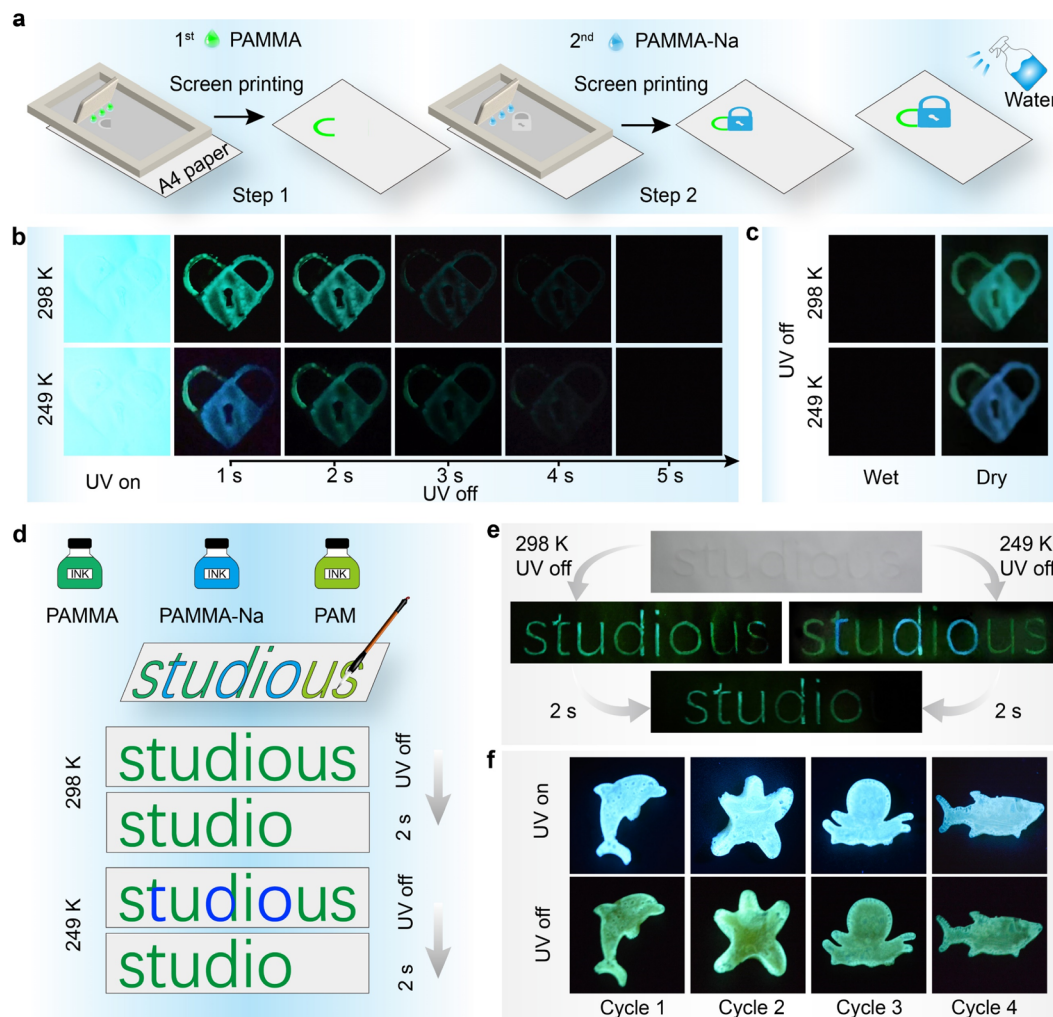 a
1st PAMMA
2nd PAMMA-Na
Screen printing
Screen printing
Water
A4 paper
Step 1
Step 2
b
298 K
249 K
UV on
1 s
2 s
3 s
4 s
5 s
UV off
c
UV off
298 K
249 K
Wet
Dry
d
INK
INK
INK
PAMMA
PAMMA-Na
PAM
studious
298 K
studious
UV off
studio
2 s
249 K
studious
UV off
studio
2 s
e
298 K
UV off
studious
249 K
UV off
studious
studious
2 s
studio
2 s
f
UV on
UV off
Cycle 1
Cycle 2
Cycle 3
Cycle 4